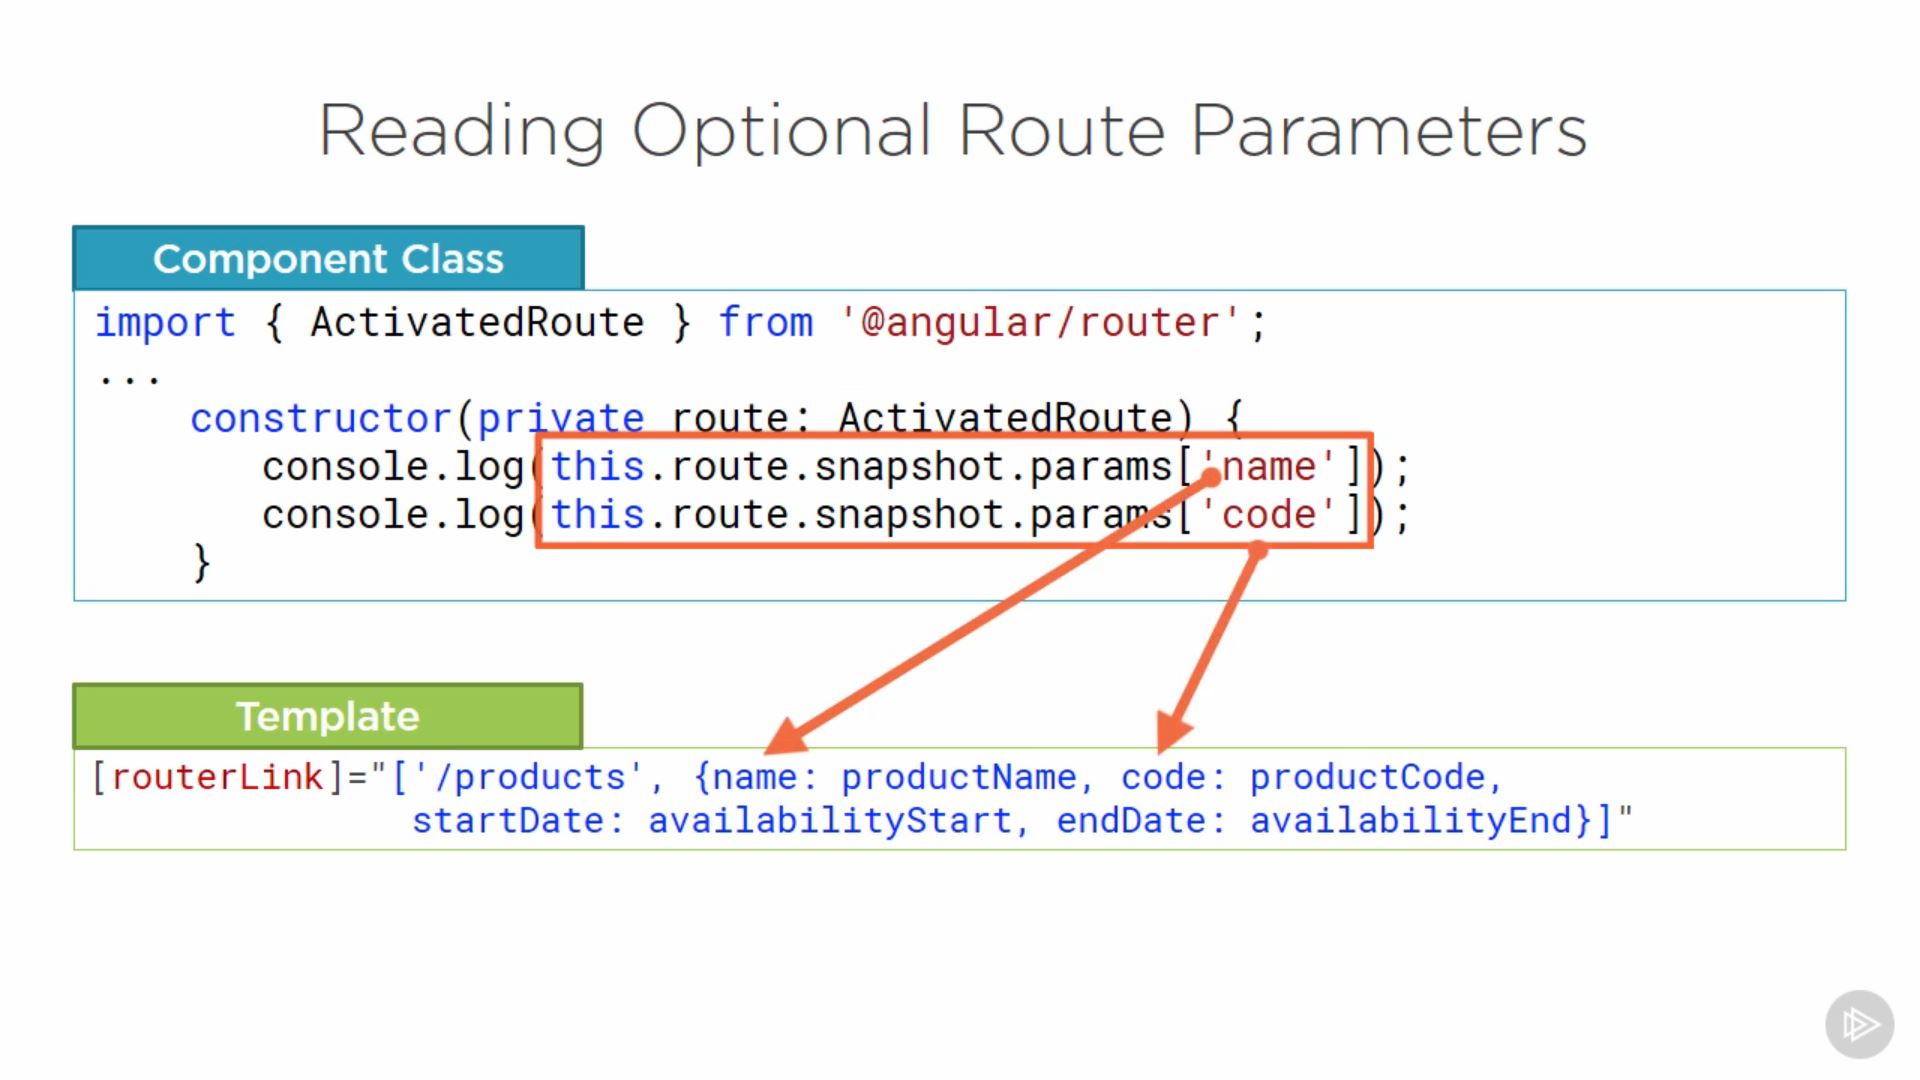 Reading Optional Route Parameters
Component Class
import { ActivatedRoute } from '@angular/router';
...
constructor(private route: ActivatedRoute) {
console.log(this.route.snapshot.params['name']);
console.log(this.route.snapshot.params['code']);
}
Template
[routerLink]="['/products', {name: productName, code: productCode,
startDate: availabilityStart, endDate: availabilityEnd}]"